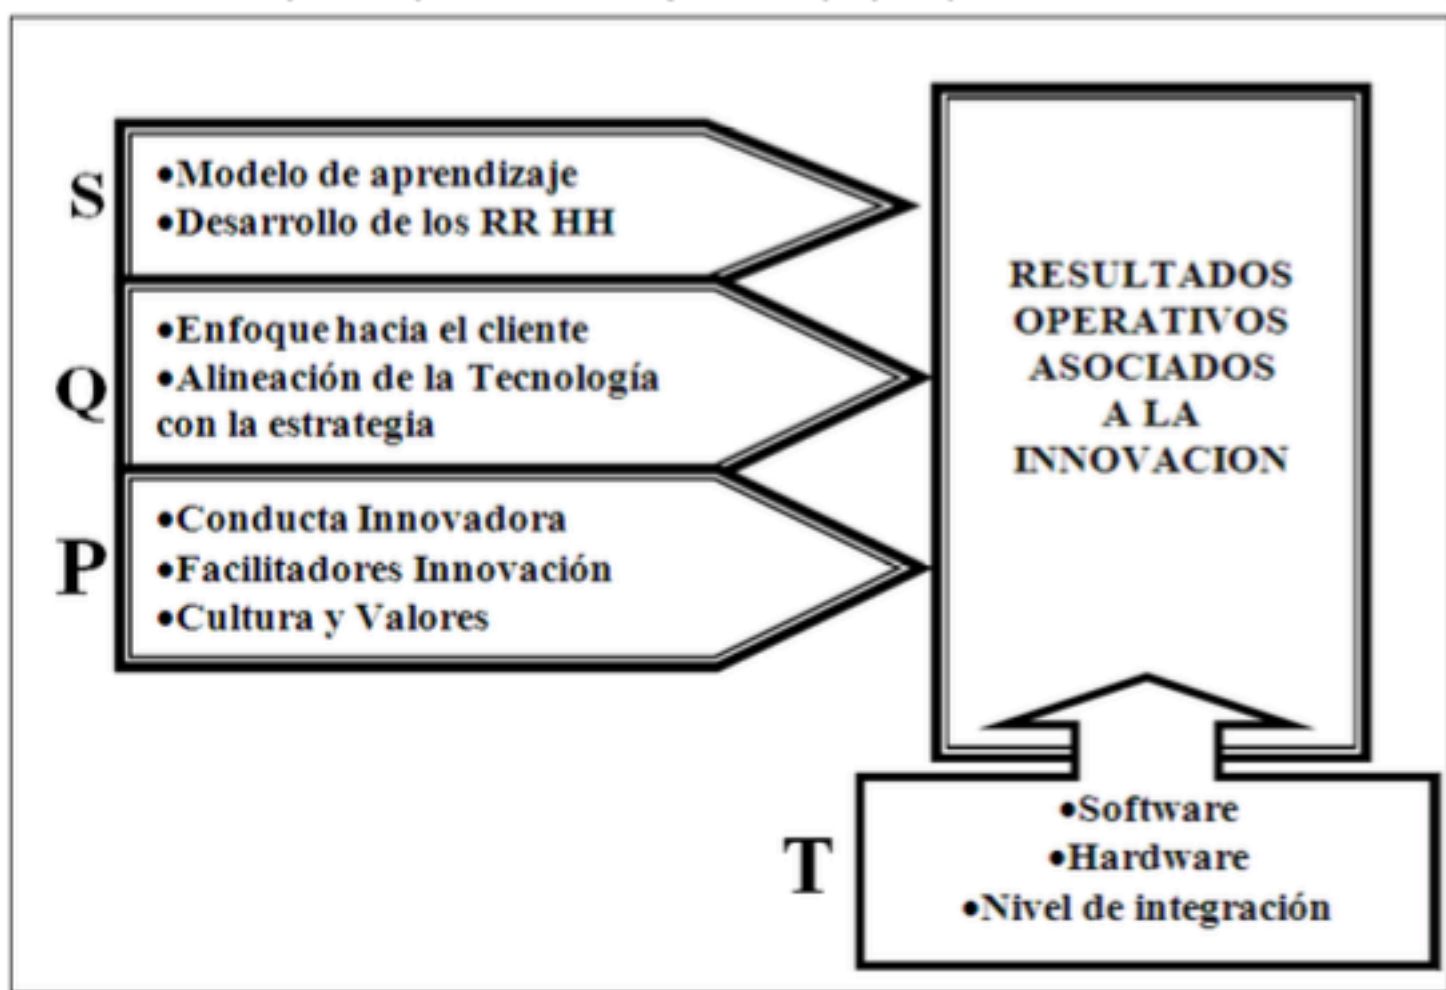 S
•Modelo de aprendizaje
•Desarrollo de los RR HH
Q
•Enfoque hacia el cliente
•Alineación de la Tecnología
con la estrategia
P
•Conducta Innovadora
•Facilitadores Innovación
•Cultura y Valores
RESULTADOS
OPERATIVOS
ASOCIADOS
A LA
INNOVACION
T
•Software
•Hardware
•Nivel de integración